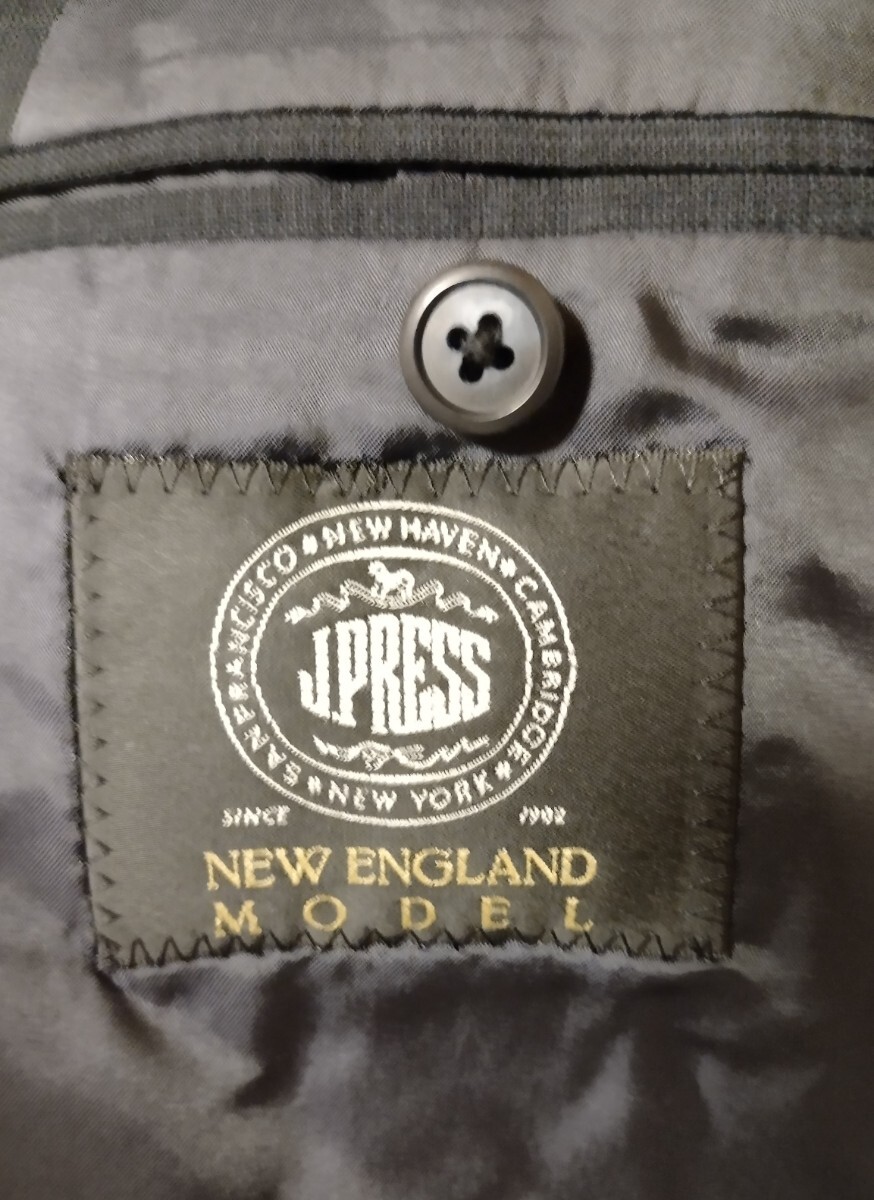 NEW HAVEN * CAMBRIDGE * NEW YORK * SAN FRANCISCO *
J.PRESS
SINCE 1902
NEW ENGLAND
MODEL